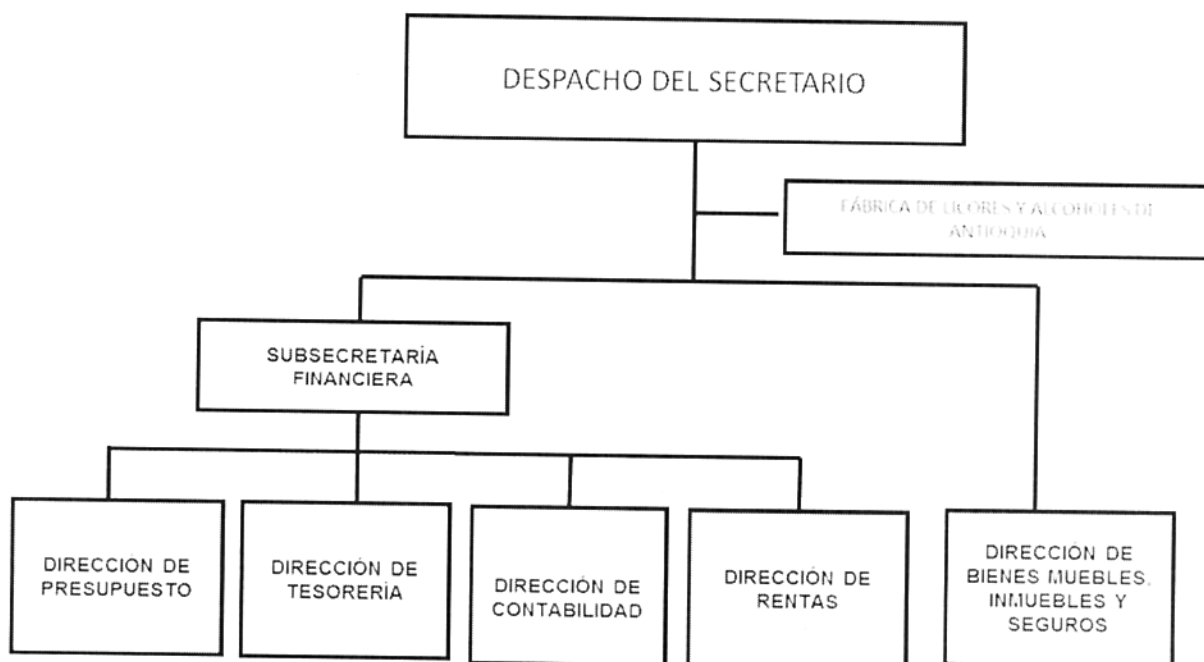 DESPACHO DEL SECRETARIO
FÁBRICA DE LICORES Y ALCOHOLES DE
ANTIOQUIA
SUBSECRETARÍA
FINANCIERA
DIRECCIÓN DE
PRESUPUESTO
DIRECCIÓN DE
TESORERÍA
DIRECCIÓN DE
CONTABILIDAD
DIRECCIÓN DE
RENTAS
DIRECCIÓN DE
BIENES MUEBLES,
INMUEBLES Y
SEGUROS